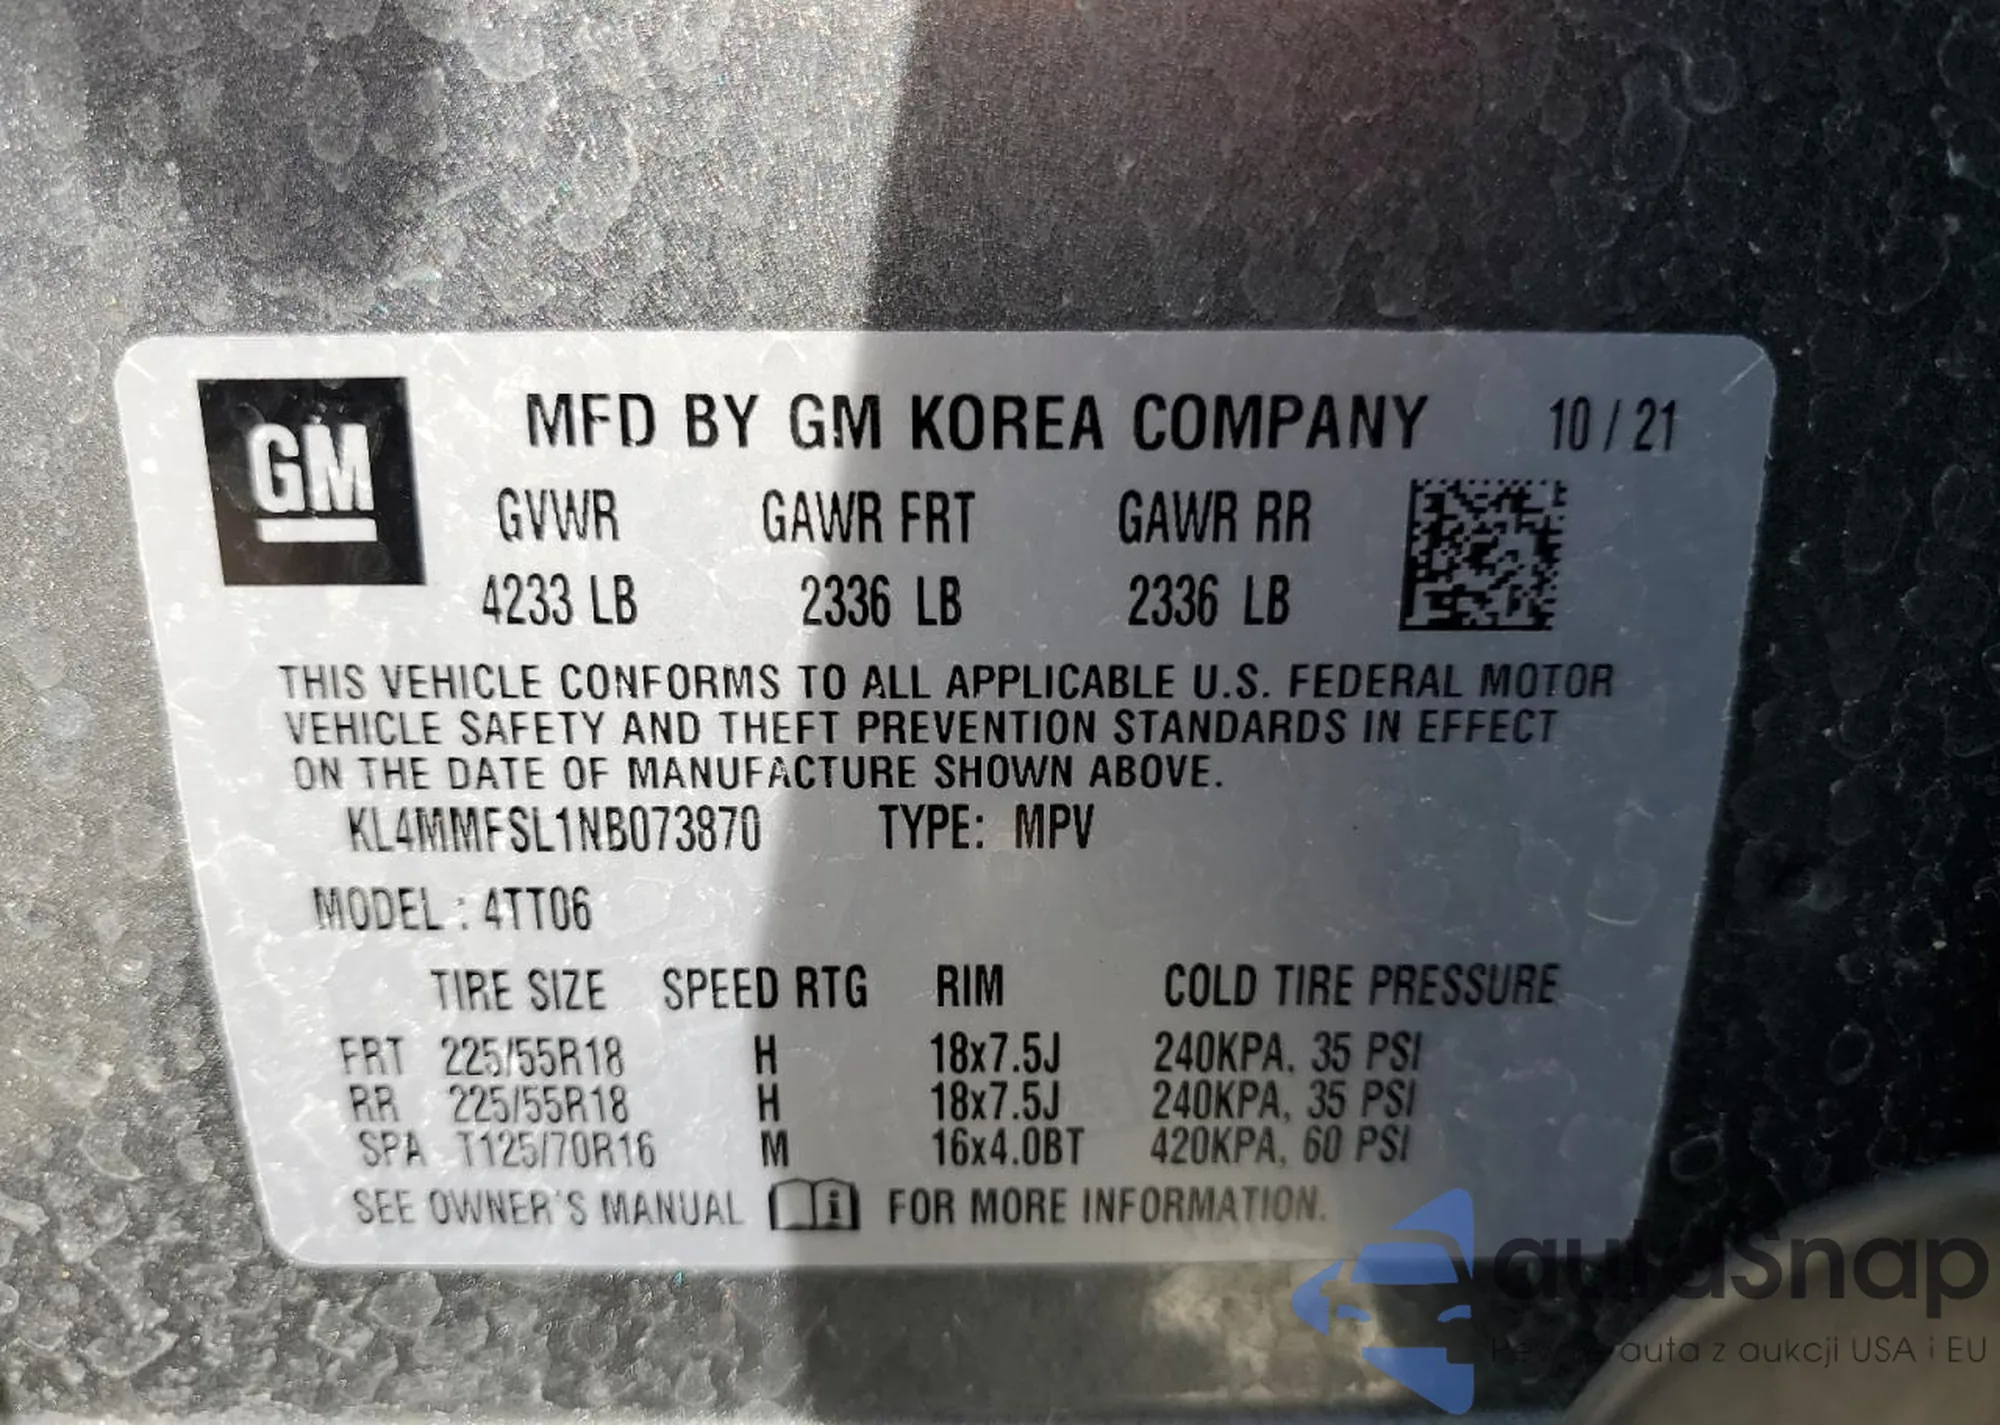 GM
MFD BY GM KOREA COMPANY 10 / 21
GVWR GAWR FRT GAWR RR
4233 LB 2336 LB 2336 LB
THIS VEHICLE CONFORMS TO ALL APPLICABLE U.S. FEDERAL MOTOR
VEHICLE SAFETY AND THEFT PREVENTION STANDARDS IN EFFECT
ON THE DATE OF MANUFACTURE SHOWN ABOVE.
KL4MMFSL1NB073870 TYPE: MPV
MODEL : 4TT06
TIRE SIZE SPEED RTG RIM COLD TIRE PRESSURE
FRT 225/55R18 H 18x7.5J 240KPA, 35 PSI
RR 225/55R18 H 18x7.5J 240KPA, 35 PSI
SPA T125/70R16 M 16x4.0BT 420KPA, 60 PSI
SEE OWNER'S MANUAL i FOR MORE INFORMATION.
auta z aukcji USA i EU